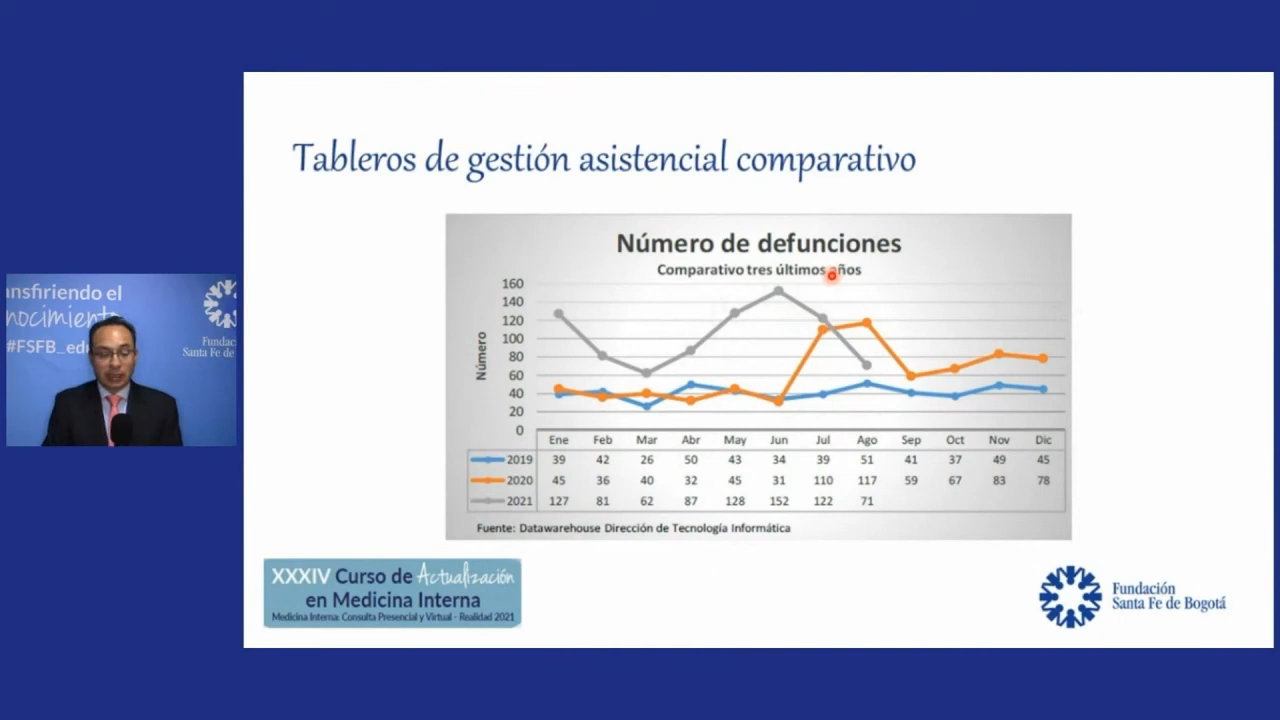 Tableros de gestión asistencial comparativo
Número de defunciones
Comparativo tres últimos años
160
140
120
100
80
60
40
20
0
Número
Ene Feb Mar Abr May Jun Jul Ago Sep Oct Nov Dic
2019 39 42 26 50 43 34 39 51 41 37 49 45
2020 45 36 40 32 45 31 110 117 59 67 83 78
2021 127 81 62 87 128 152 122 71
Fuente: Datawarehouse Dirección de Tecnología Informática
XXXIV Curso de Actualización
en Medicina Interna
Medicina Interna: Consulta Presencial y Virtual - Realidad 2021
Fundación
Santa Fe de Bogotá
ansfiriendo el
nocimiento
#FSFB_ed
Fundac
Santa Fe de